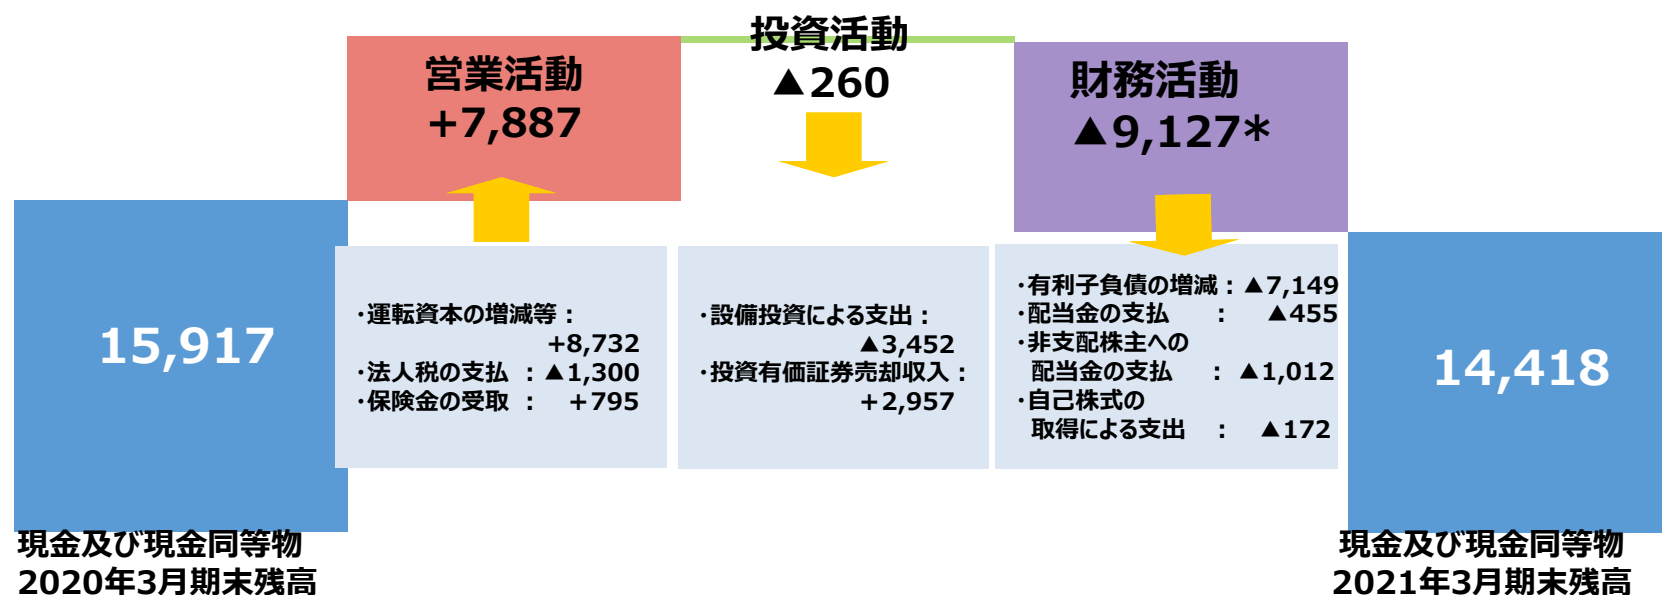 営業活動
+7,887
投資活動
▲260
財務活動
▲9,127*
15,917
・運転資本の増減等：
+8,732
・法人税の支払 ：▲1,300
・保険金の受取 ： +795
・設備投資による支出：
▲3,452
・投資有価証券売却収入：
+2,957
・有利子負債の増減：▲7,149
・配当金の支払 ： ▲455
・非支配株主への
配当金の支払 ： ▲1,012
・自己株式の
取得による支出 ： ▲172
14,418
現金及び現金同等物
2020年3月期末残高
現金及び現金同等物
2021年3月期末残高